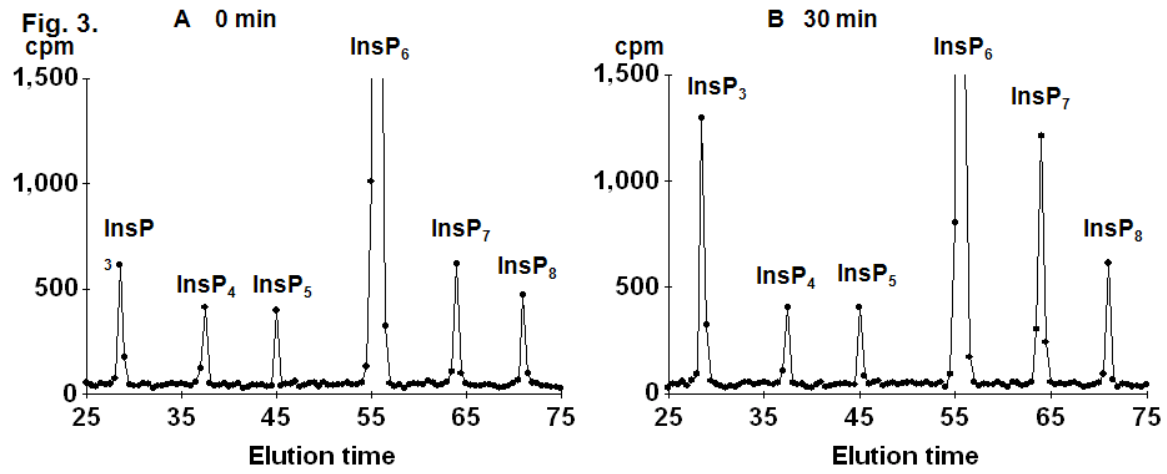 Fig. 3.
A 0 min
cpm
1,500
1,000
500
0
InsP
3
InsP₄
InsP₅
InsP₆
InsP₇
InsP₈
25 35 45 55 65 75
Elution time
B 30 min
cpm
1,500
1,000
500
0
InsP₃
InsP₄
InsP₅
InsP₆
InsP₇
InsP₈
25 35 45 55 65 75
Elution time